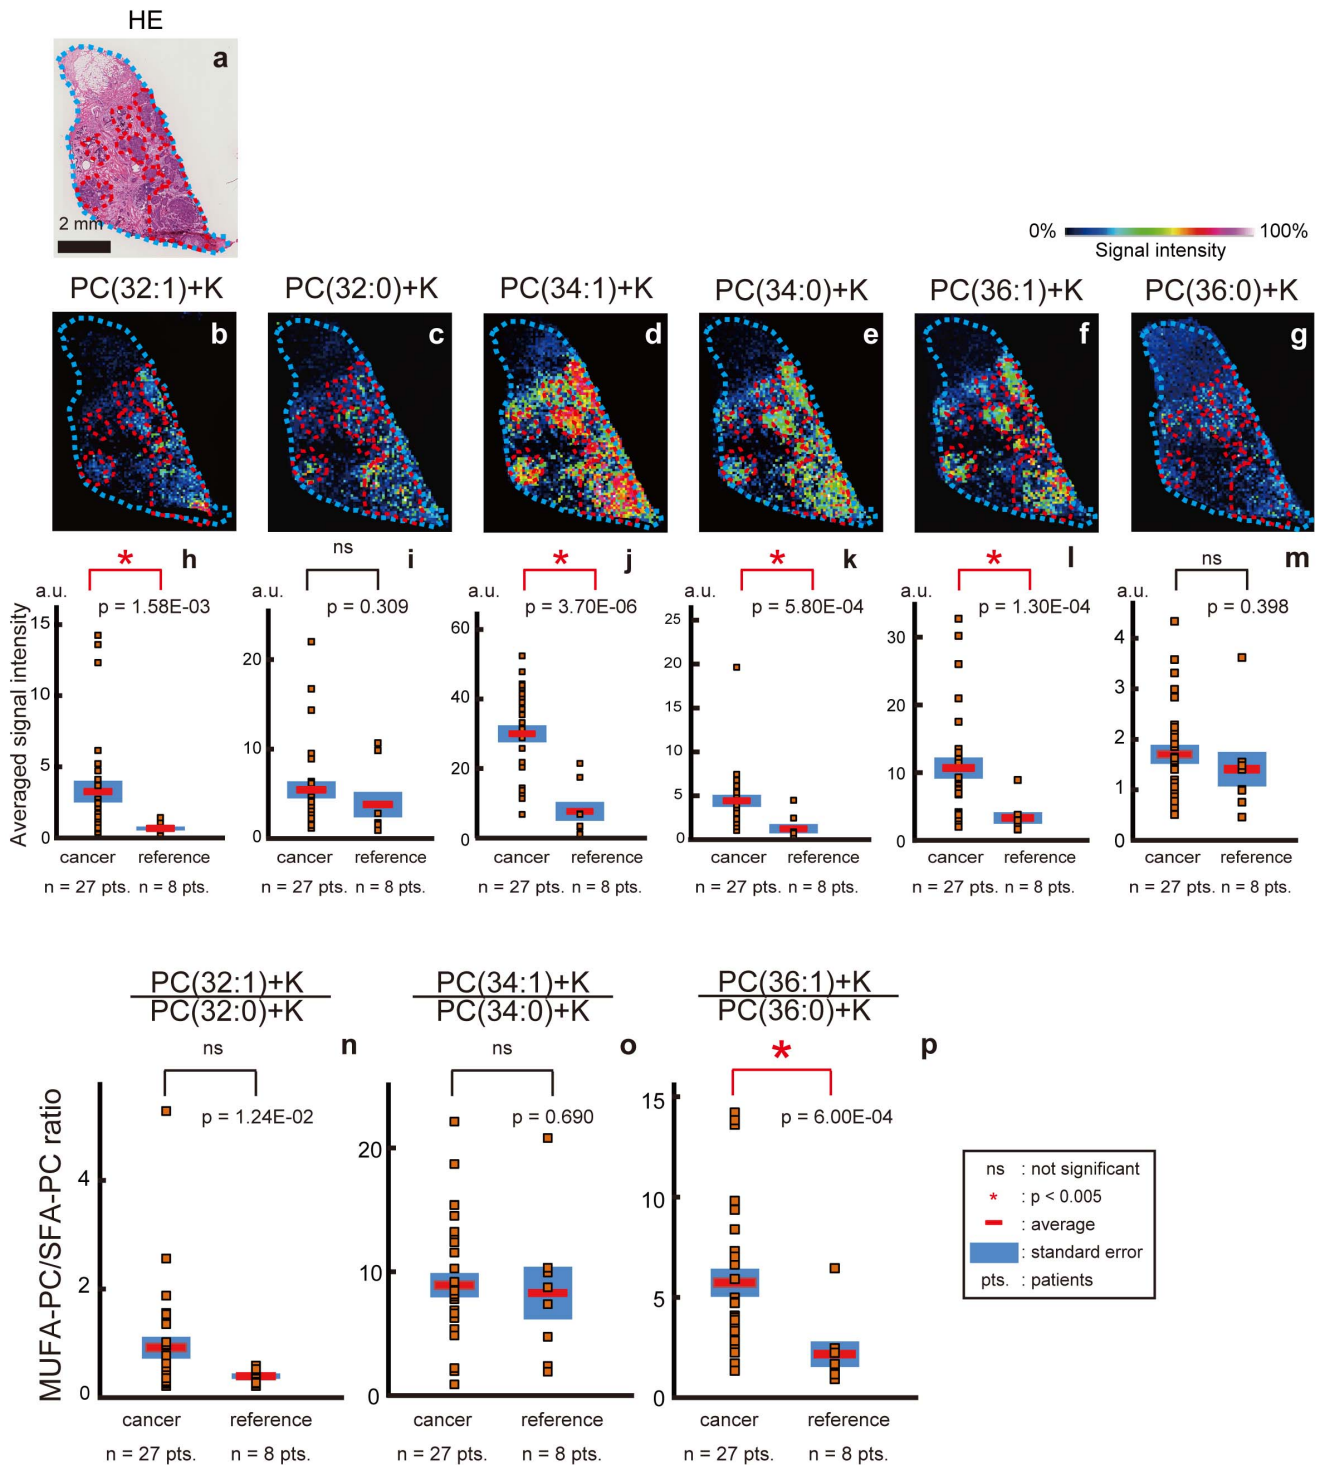 HE
a
2 mm
0% 100%
Signal intensity
PC(32:1)+K PC(32:0)+K PC(34:1)+K PC(34:0)+K PC(36:1)+K PC(36:0)+K
b c d e f g
* h ns i * j * k * l ns m
a.u. a.u. a.u. a.u. a.u. a.u.
p = 1.58E-03 p = 0.309 p = 3.70E-06 p = 5.80E-04 p = 1.30E-04 p = 0.398
Averaged signal intensity
15 10 5 0
20 10 0
60 40 20 0
25 20 15 10 5 0
30 20 10 0
4 3 2 1 0
cancer reference cancer reference cancer reference cancer reference cancer reference cancer reference
n = 27 pts. n = 8 pts. n = 27 pts. n = 8 pts. n = 27 pts. n = 8 pts. n = 27 pts. n = 8 pts. n = 27 pts. n = 8 pts. n = 27 pts. n = 8 pts.
PC(32:1)+K PC(34:1)+K PC(36:1)+K
PC(32:0)+K PC(34:0)+K PC(36:0)+K
ns n ns o * p
p = 1.24E-02 p = 0.690 p = 6.00E-04
MUFA-PC/SFA-PC ratio
4 2 0
20 10 0
15 10 5 0
cancer reference cancer reference cancer reference
n = 27 pts. n = 8 pts. n = 27 pts. n = 8 pts. n = 27 pts. n = 8 pts.
ns : not significant
* : p < 0.005
: average
: standard error
pts. : patients